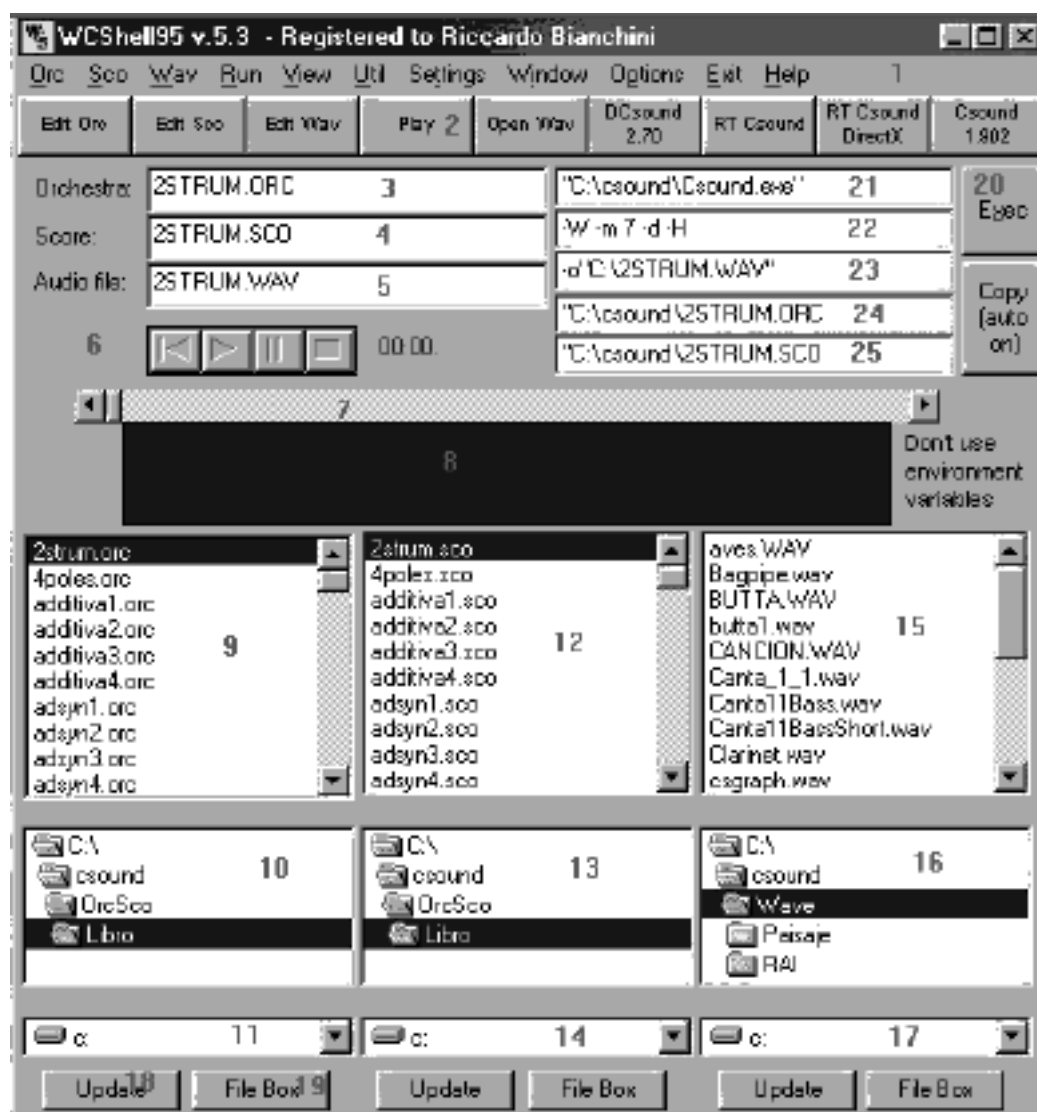 WCShell95 v.5.3 - Registered to Riccardo Bianchini
Orc Sco Wav Run View Util Settings Window Options Exit Help 1
Edit Orc Edit Sco Edit Wav Play 2 Open Wav DCsound 2.70 RT Csound RT Csound DirectX Csound 1.902
Orchestra: 2STRUM.ORC 3
Score: 2STRUM.SCO 4
Audio file: 2STRUM.WAV 5
"C:\csound\Csound.exe" 21
-W -m 7 -d -H 22
-o"C:\2STRUM.WAV" 23
"C:\csound\2STRUM.ORC 24
"C:\csound\2STRUM.SCO 25
20
Exec
Copy
(auto
on)
6 00:00.
7
8
Don't use
environment
variables
2strum.orc
4poles.orc
additiva1.orc
additiva2.orc
additiva3.orc
additiva4.orc
adsyn1.orc
adsyn2.orc
adsyn3.orc
adsyn4.orc
9
2strum.sco
4poles.sco
additiva1.sco
additiva2.sco
additiva3.sco
additiva4.sco
adsyn1.sco
adsyn2.sco
adsyn3.sco
adsyn4.sco
12
aves.WAV
Bagpipe.wav
BUTTA.WAV
butta1.wav
CANCION.WAV
Canta_1_1.wav
Canta11Bass.wav
Canta11BassShort.wav
Clarinet.wav
csgraph.wav
15
C:\
csound
OrcSco
Libro
10
C:\
csound
OrcSco
Libro
13
C:\
csound
Wave
Paisaje
RAI
16
c: 11
c: 14
c: 17
Update 18 File Box 19 Update File Box Update File Box